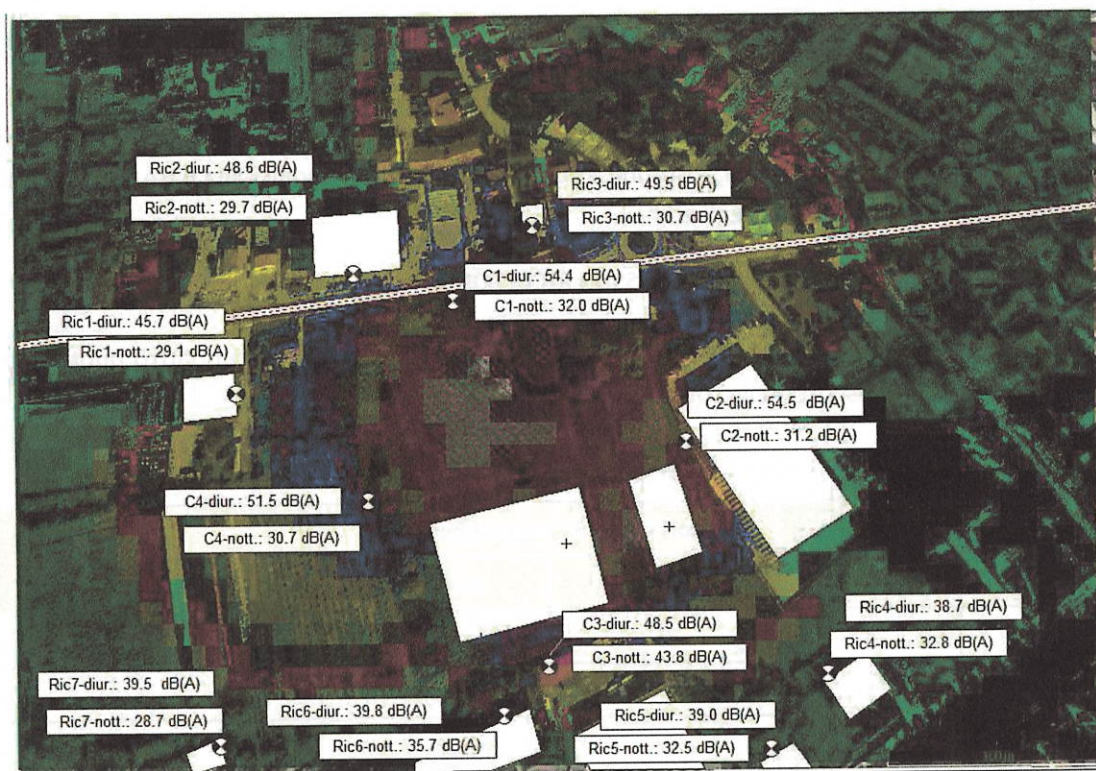 Ric2-diur.: 48.6 dB(A)
Ric2-nott.: 29.7 dB(A)
Ric3-diur.: 49.5 dB(A)
Ric3-nott.: 30.7 dB(A)
C1-diur.: 54.4 dB(A)
C1-nott.: 32.0 dB(A)
Ric1-diur.: 45.7 dB(A)
Ric1-nott.: 29.1 dB(A)
C2-diur.: 54.5 dB(A)
C2-nott.: 31.2 dB(A)
C4-diur.: 51.5 dB(A)
C4-nott.: 30.7 dB(A)
C3-diur.: 48.5 dB(A)
C3-nott.: 43.8 dB(A)
Ric4-diur.: 38.7 dB(A)
Ric4-nott.: 32.8 dB(A)
Ric7-diur.: 39.5 dB(A)
Ric7-nott.: 28.7 dB(A)
Ric6-diur.: 39.8 dB(A)
Ric6-nott.: 35.7 dB(A)
Ric5-diur.: 39.0 dB(A)
Ric5-nott.: 32.5 dB(A)